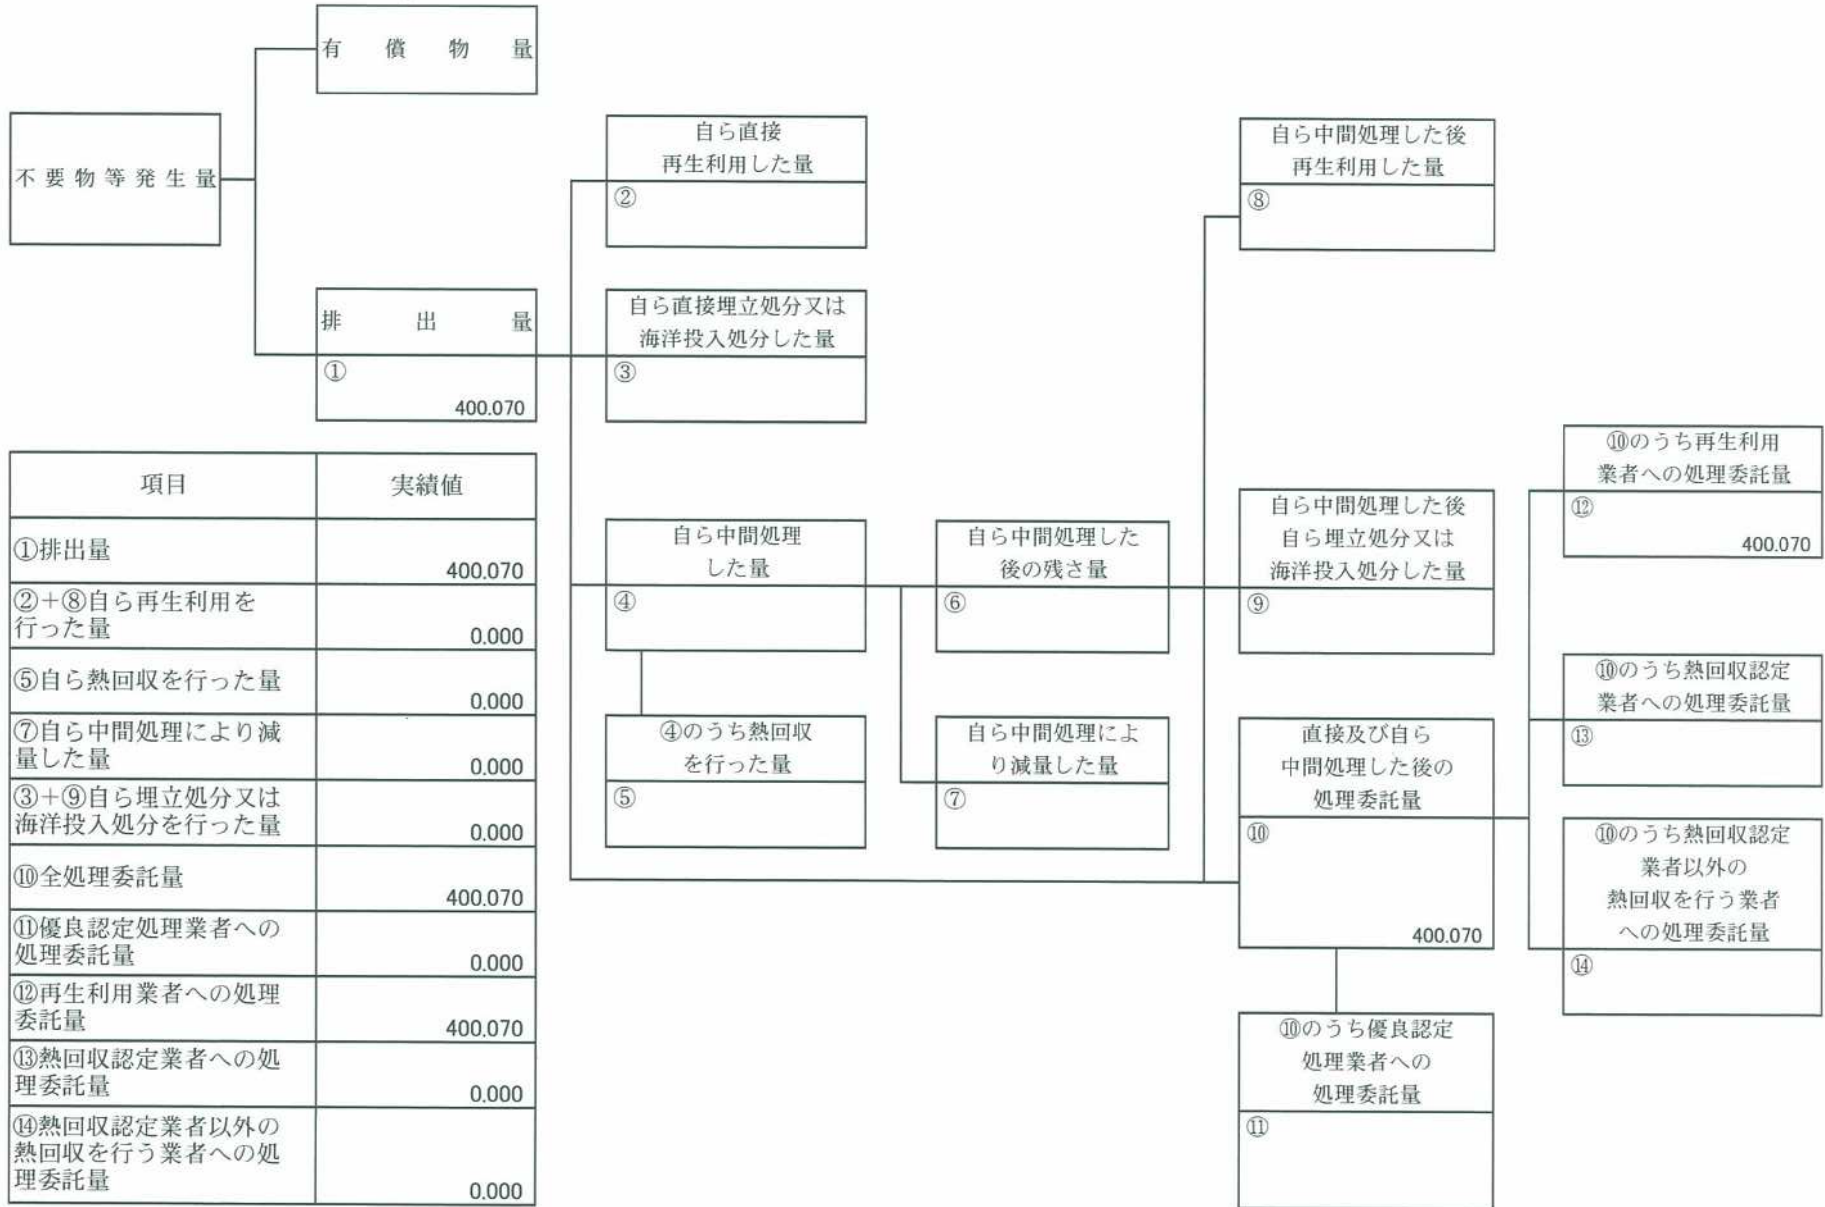 有償物量
不要物等発生量
排出量
①
400.070
自ら直接
再生利用した量
②
自ら直接埋立処分又は
海洋投入処分した量
③
自ら中間処理
した量
④
④のうち熱回収
を行った量
⑤
自ら中間処理した
後の残さ量
⑥
自ら中間処理によ
り減量した量
⑦
自ら中間処理した後
再生利用した量
⑧
自ら中間処理した後
自ら埋立処分又は
海洋投入処分した量
⑨
直接及び自ら
中間処理した後の
処理委託量
⑩
400.070
⑩のうち優良認定
処理業者への
処理委託量
⑪
⑩のうち再生利用
業者への処理委託量
⑫
400.070
⑩のうち熱回収認定
業者への処理委託量
⑬
⑩のうち熱回収認定
業者以外の
熱回収を行う業者
への処理委託量
⑭
項目 実績値
①排出量
400.070
②+⑧自ら再生利用を
行った量
0.000
⑤自ら熱回収を行った量
0.000
⑦自ら中間処理により減
量した量
0.000
③+⑨自ら埋立処分又は
海洋投入処分を行った量
0.000
⑩全処理委託量
400.070
⑪優良認定処理業者への
処理委託量
0.000
⑫再生利用業者への処理
委託量
400.070
⑬熱回収認定業者への処
理委託量
0.000
⑭熱回収認定業者以外の
熱回収を行う業者への処
理委託量
0.000